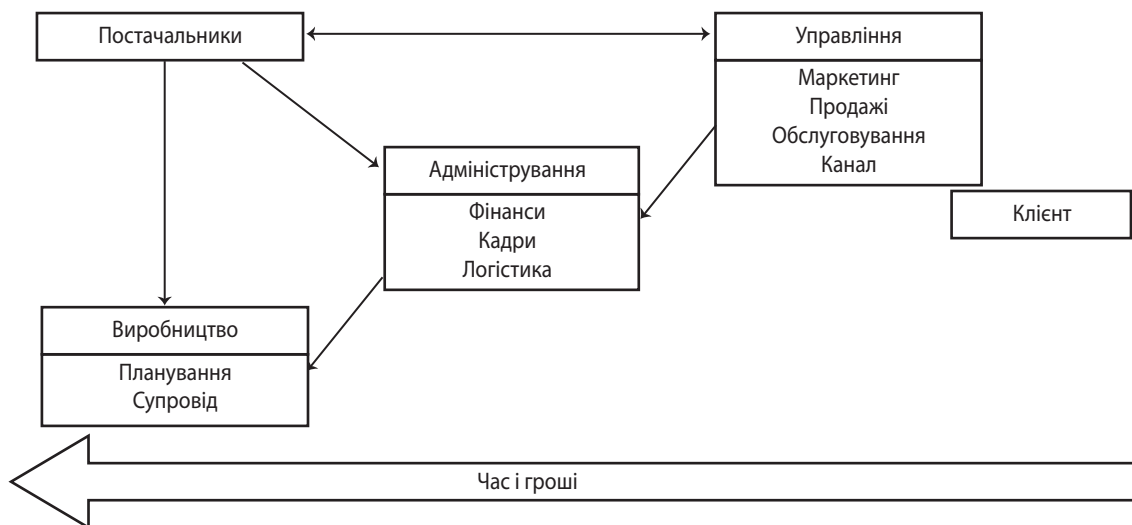 Постачальники
Управління
Маркетинг
Продажі
Обслуговування
Канал
Адміністрування
Фінанси
Кадри
Логістика
Клієнт
Виробництво
Планування
Супровід
Час і гроші